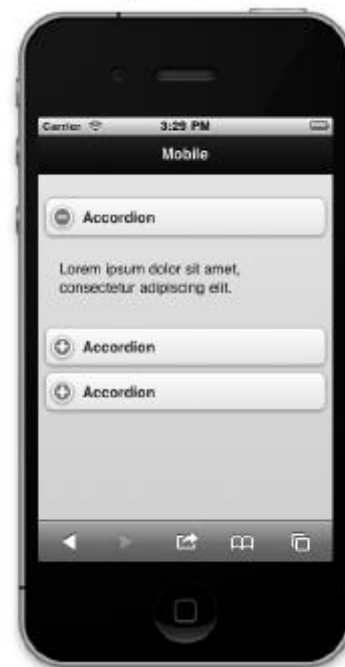 Carrier 3:29 PM
Mobile
Accordion
Lorem ipsum dolor sit amet,
consectetur adipiscing elit.
Accordion
Accordion